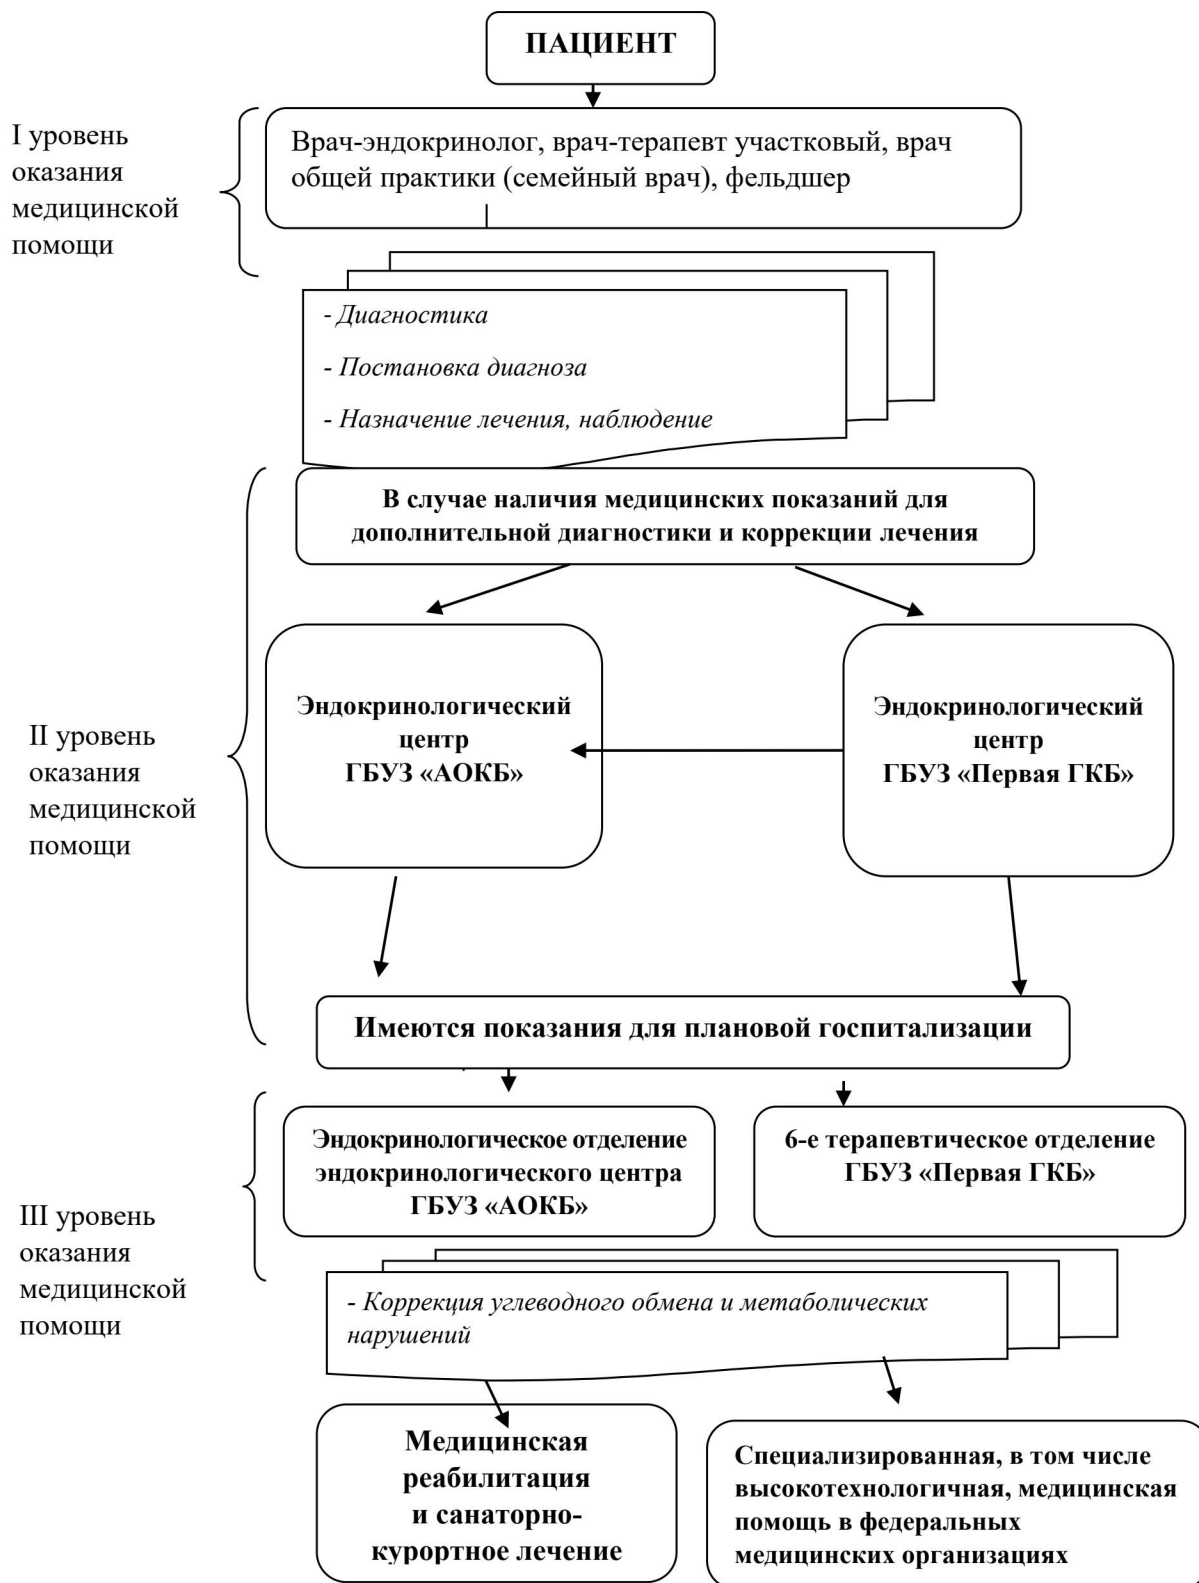 ПАЦИЕНТ
I уровень
оказания
медицинской
помощи
Врач-эндокринолог, врач-терапевт участковый, врач
общей практики (семейный врач), фельдшер
- Диагностика
- Постановка диагноза
- Назначение лечения, наблюдение
II уровень
оказания
медицинской
помощи
В случае наличия медицинских показаний для
дополнительной диагностики и коррекции лечения
Эндокринологический
центр
ГБУЗ «АОКБ»
Эндокринологический
центр
ГБУЗ «Первая ГКБ»
Имеются показания для плановой госпитализации
III уровень
оказания
медицинской
помощи
Эндокринологическое отделение
эндокринологического центра
ГБУЗ «АОКБ»
6-е терапевтическое отделение
ГБУЗ «Первая ГКБ»
- Коррекция углеводного обмена и метаболических
нарушений
Медицинская
реабилитация
и санаторно-
курортное лечение
Специализированная, в том числе
высокотехнологичная, медицинская
помощь в федеральных
медицинских организациях